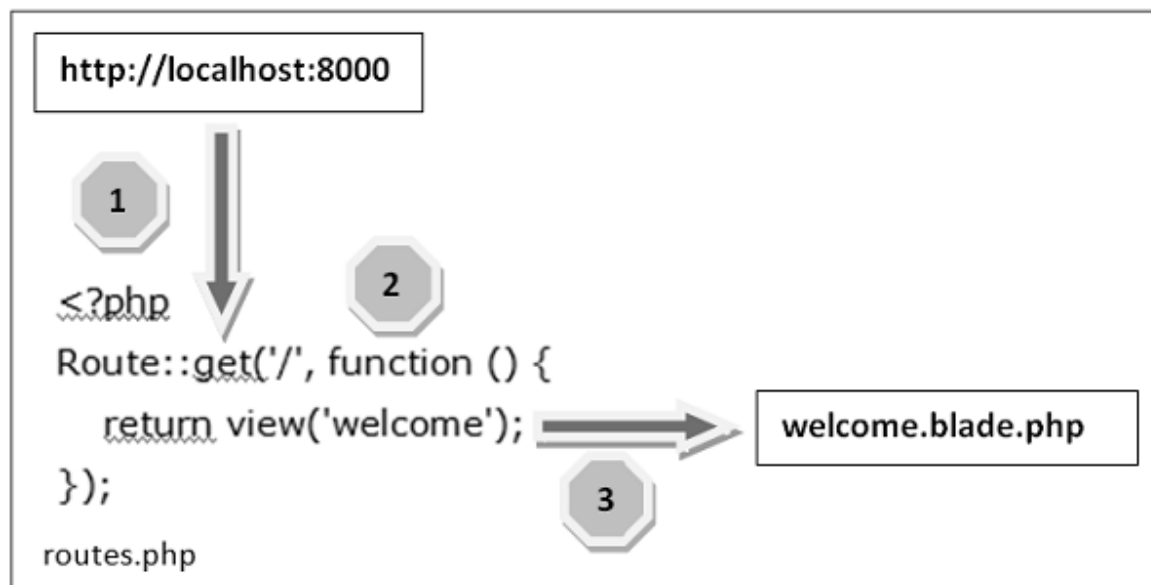 http://localhost:8000
1
2
<?php
Route::get('/', function () {
return view('welcome');
welcome.blade.php
3
});
routes.php